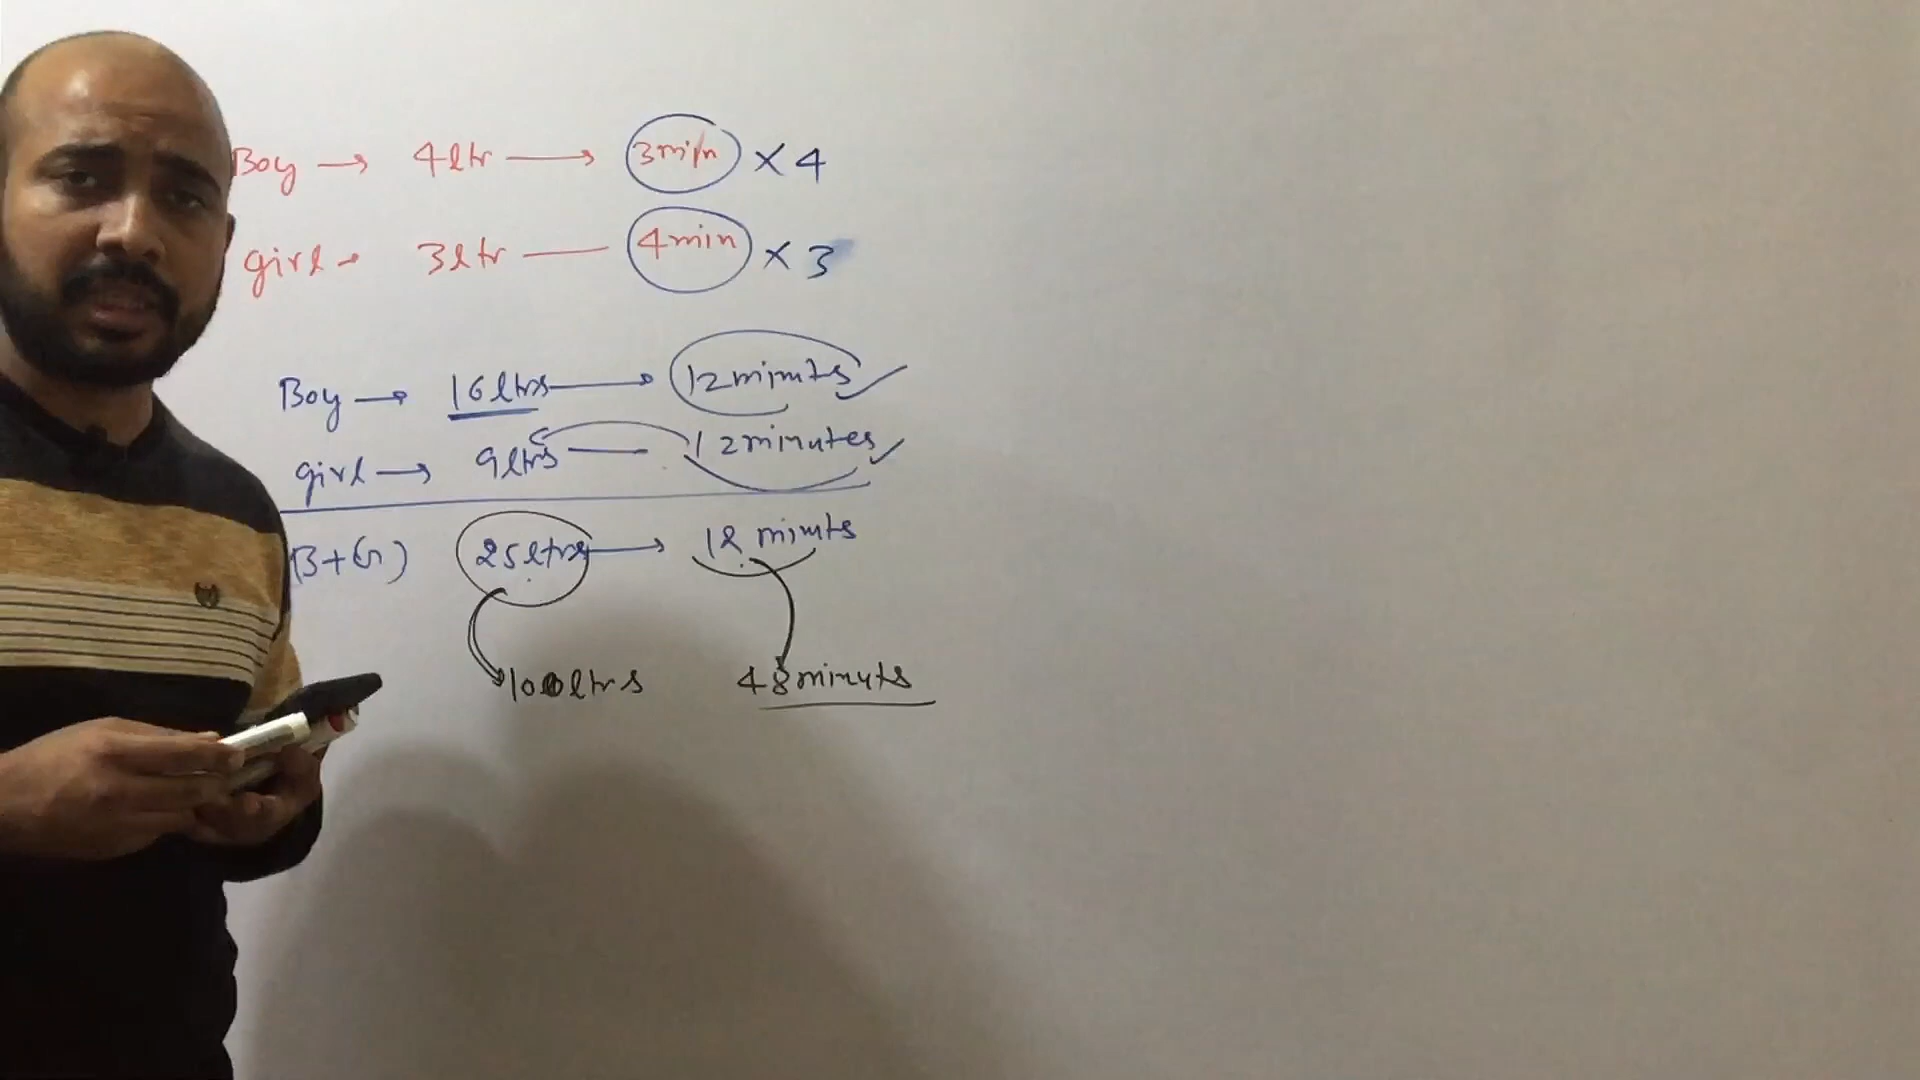 Boy → 4ltr → 3min × 4
girl - 3ltr — 4min × 3
Boy → 16ltrs → 12minuts ✓
girl → 9ltrs — 12minutes ✓
(B+G) 25ltrs → 12 minuts
100ltrs 48minuts